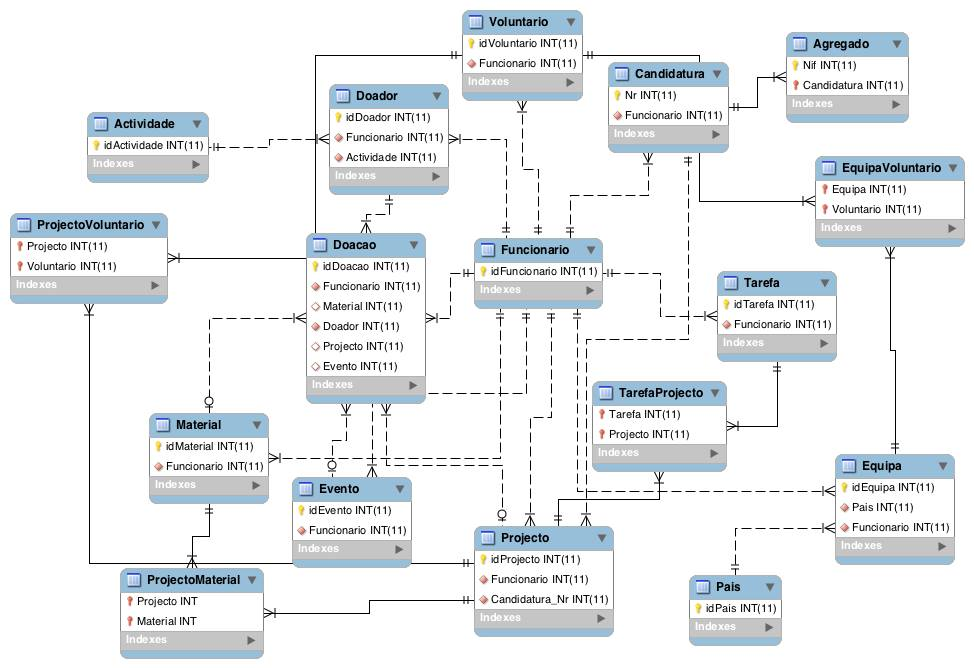 Voluntario
idVoluntario INT(11)
Funcionario INT(11)
Indexes
Agregado
Nif INT(11)
Candidatura INT(11)
Indexes
Candidatura
Nr INT(11)
Funcionario INT(11)
Indexes
Doador
idDoador INT(11)
Funcionario INT(11)
Actividade INT(11)
Indexes
Actividade
idActividade INT(11)
Indexes
EquipaVoluntario
Equipa INT(11)
Voluntario INT(11)
Indexes
ProjectoVoluntario
Projecto INT(11)
Voluntario INT(11)
Indexes
Doacao
idDoacao INT(11)
Funcionario INT(11)
Material INT(11)
Doador INT(11)
Projecto INT(11)
Evento INT(11)
Indexes
Funcionario
idFuncionario INT(11)
Indexes
Tarefa
idTarefa INT(11)
Funcionario INT(11)
Indexes
TarefaProjecto
Tarefa INT(11)
Projecto INT(11)
Indexes
Material
idMaterial INT(11)
Funcionario INT(11)
Indexes
Evento
idEvento INT(11)
Funcionario INT(11)
Indexes
Equipa
idEquipa INT(11)
Pais INT(11)
Funcionario INT(11)
Indexes
Projecto
idProjecto INT(11)
Funcionario INT(11)
Candidatura_Nr INT(11)
Indexes
ProjectoMaterial
Projecto INT
Material INT
Indexes
Pais
idPais INT(11)
Indexes